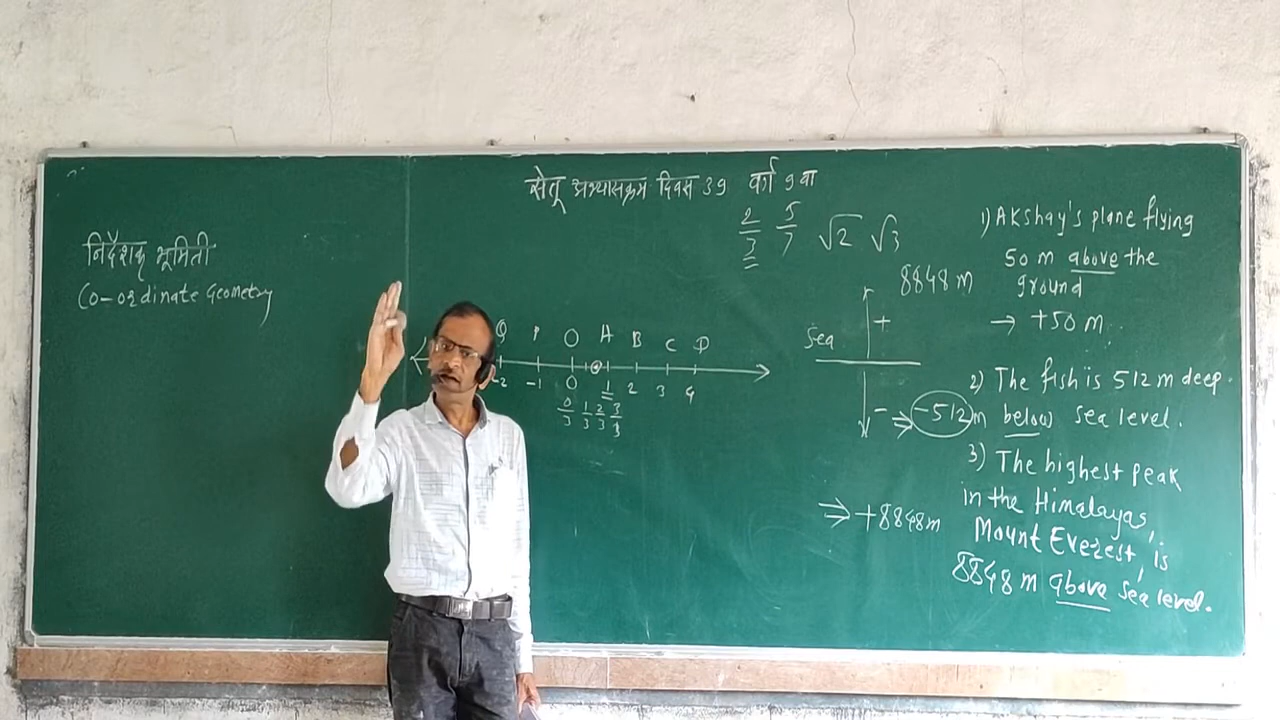 सेतू अभ्यासक्रम दिवस 39 वर्ग 9 वा
निर्देशक भूमिती
Co-ordinate Geometry
2/3 5/7 √2 √3
Q P O A B C D
-2 -1 0 1 2 3 4
0/3 1/3 2/3 3/3
8848 m
Sea +
-
⇒ -512 m
⇒ +8848m
1) Akshay's plane flying
50 m above the
ground
→ +50 m.
2) The fish is 512 m deep.
below sea level.
3) The highest peak
in the Himalayas,
Mount Everest, is
8848 m above sea level.